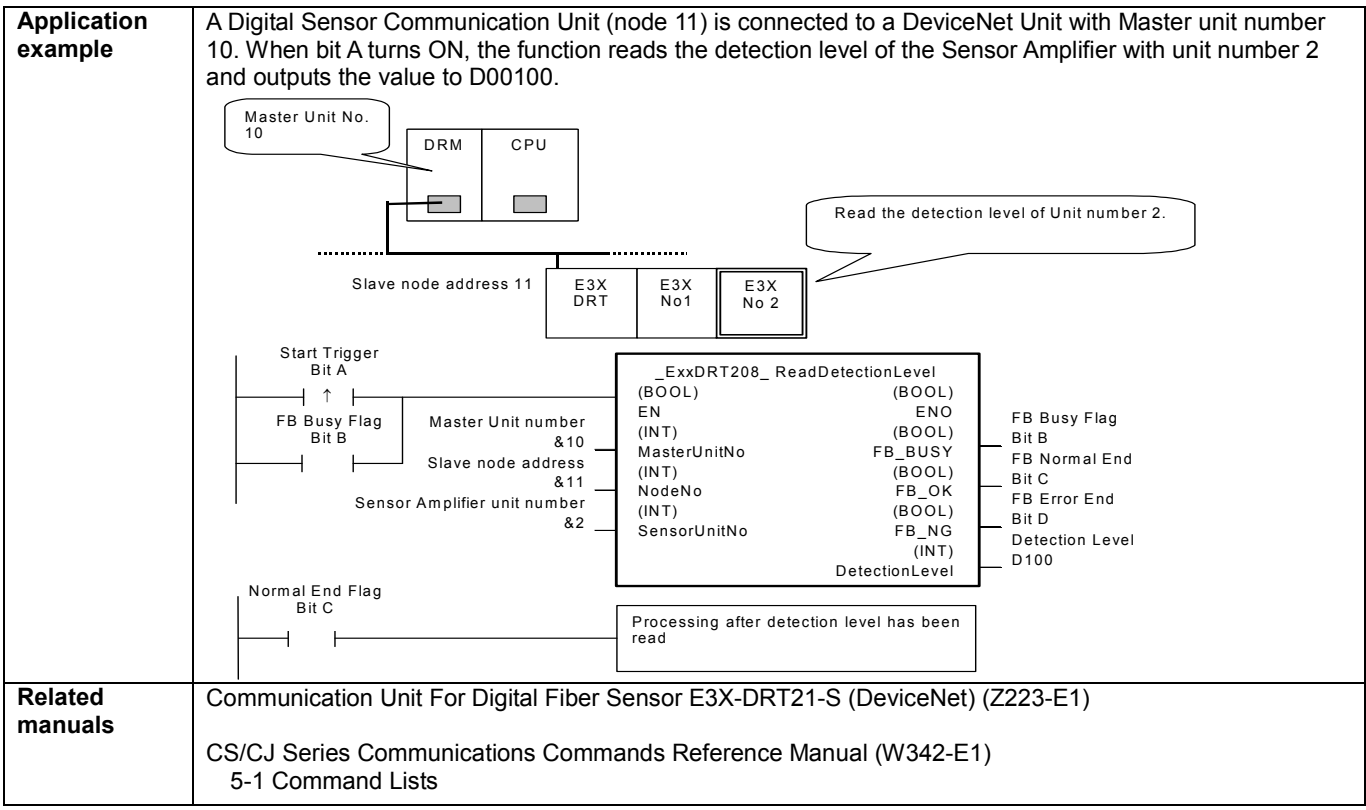 Application
example
A Digital Sensor Communication Unit (node 11) is connected to a DeviceNet Unit with Master unit number
10. When bit A turns ON, the function reads the detection level of the Sensor Amplifier with unit number 2
and outputs the value to D00100.
Master Unit No.
10
DRM
CPU
Read the detection level of Unit number 2.
Slave node address 11
E3X
DRT
E3X
No1
E3X
No 2
Start Trigger
Bit A
↑
FB Busy Flag
Bit B
Master Unit number
&10
Slave node address
&11
Sensor Amplifier unit number
&2
_ExxDRT208_ ReadDetectionLevel
(BOOL)
EN
(INT)
MasterUnitNo
(INT)
NodeNo
(INT)
SensorUnitNo
(BOOL)
ENO
(BOOL)
FB_BUSY
(BOOL)
FB_OK
(BOOL)
FB_NG
(INT)
DetectionLevel
FB Busy Flag
Bit B
FB Normal End
Bit C
FB Error End
Bit D
Detection Level
D100
Normal End Flag
Bit C
Processing after detection level has been
read
Related
manuals
Communication Unit For Digital Fiber Sensor E3X-DRT21-S (DeviceNet) (Z223-E1)
CS/CJ Series Communications Commands Reference Manual (W342-E1)
5-1 Command Lists